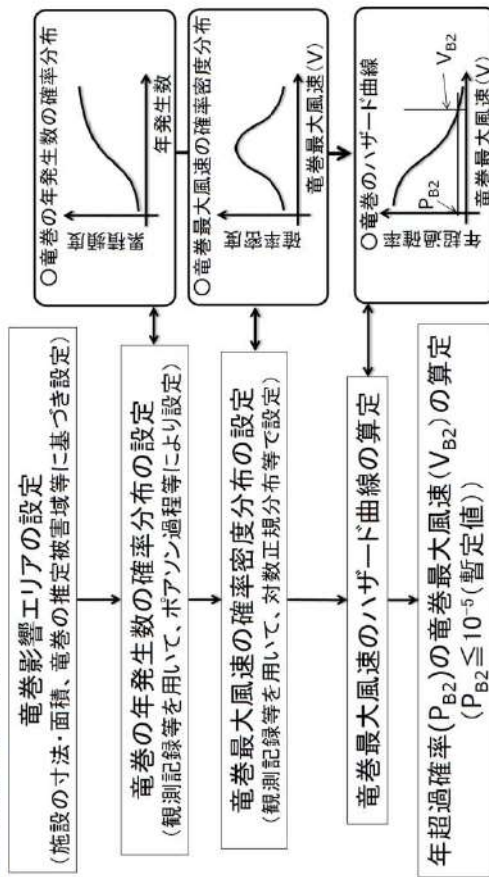 竜巻影響エリアの設定
(施設の寸法・面積、竜巻の推定被害域等に基づき設定)
竜巻の年発生数の確率分布の設定
(観測記録等を用いて、ポアソン過程等により設定)
竜巻最大風速の確率密度分布の設定
(観測記録等を用いて、対数正規分布等で設定)
竜巻最大風速のハザード曲線の算定
年超過確率(P_B2)の竜巻最大風速(V_B2)の算定
(P_B2≦10⁻⁵(暫定値))
○竜巻の年発生数の確率分布
累積頻度
年発生数
○竜巻最大風速の確率密度分布
確率密度
竜巻最大風速(V)
○竜巻のハザード曲線
年超過確率
P_B2
V_B2
竜巻最大風速(V)